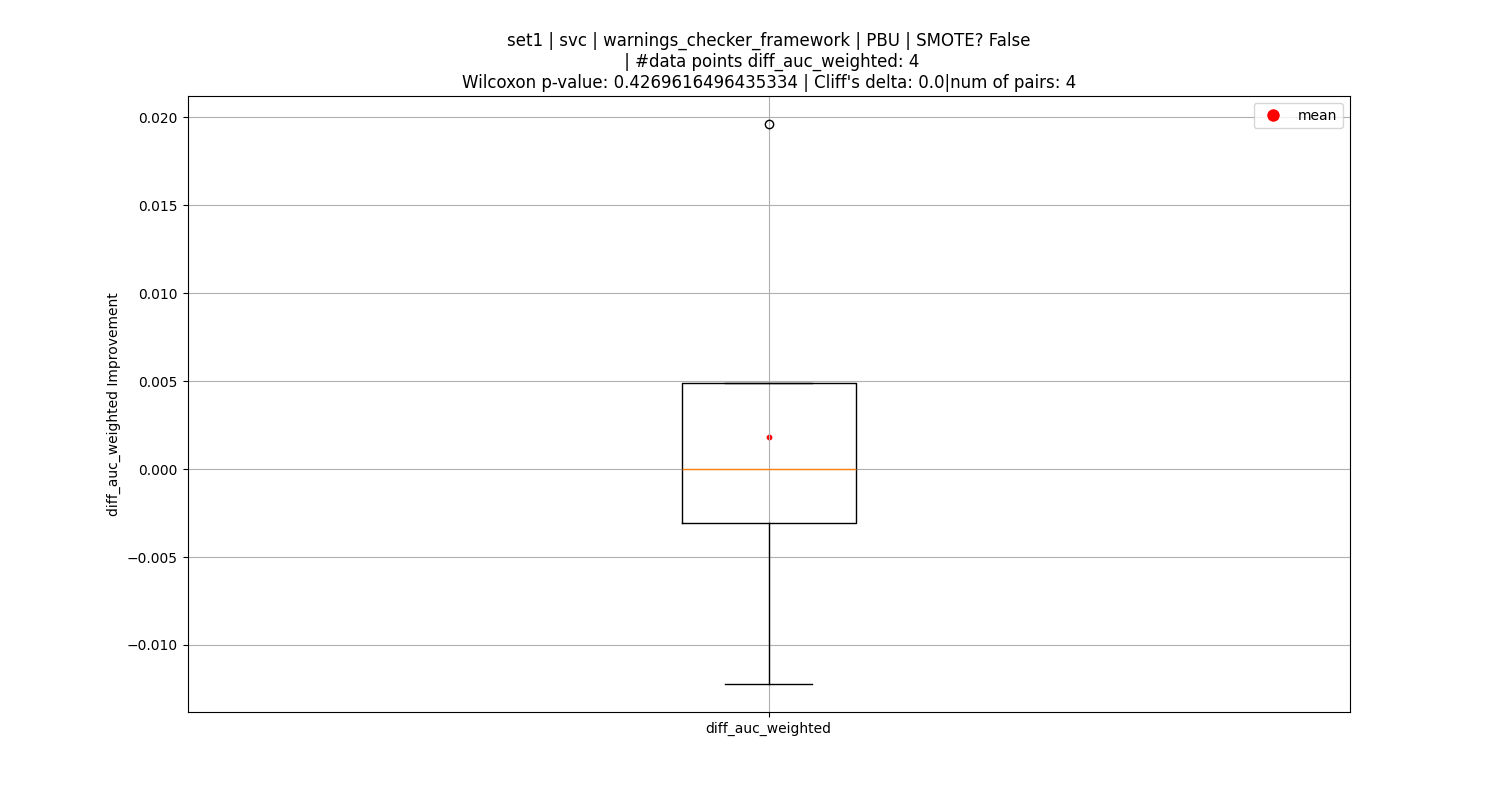 set1 | svc | warnings_checker_framework | PBU | SMOTE? False
| #data points diff_auc_weighted: 4
Wilcoxon p-value: 0.4269616496435334 | Cliff's delta: 0.0|num of pairs: 4
mean
0.020
0.015
0.010
0.005
0.000
−0.005
−0.010
diff_auc_weighted Improvement
diff_auc_weighted